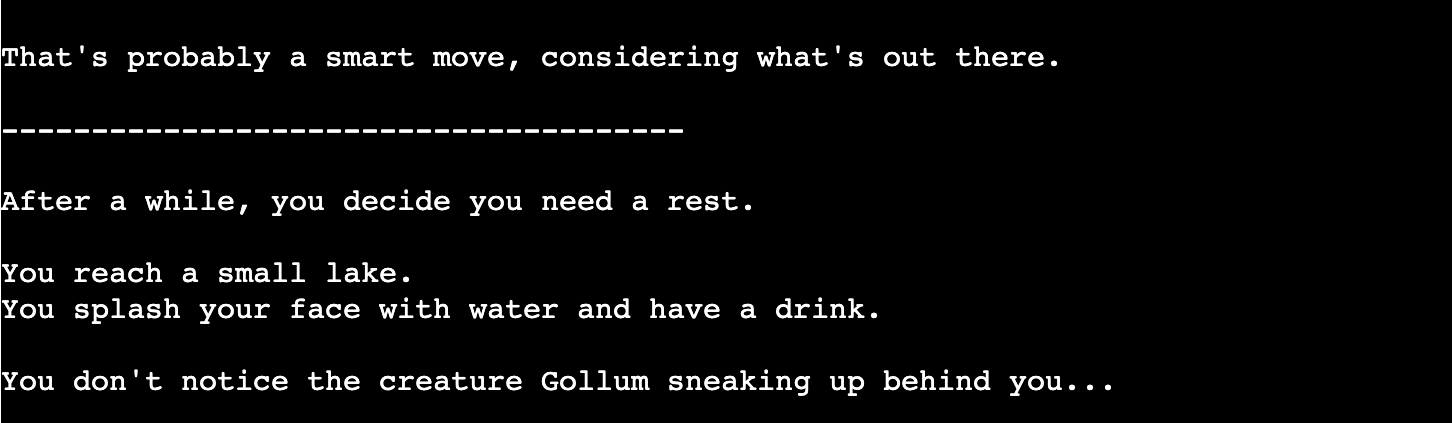 That's probably a smart move, considering what's out there.
--------------------------------------
After a while, you decide you need a rest.
You reach a small lake.
You splash your face with water and have a drink.
You don't notice the creature Gollum sneaking up behind you...